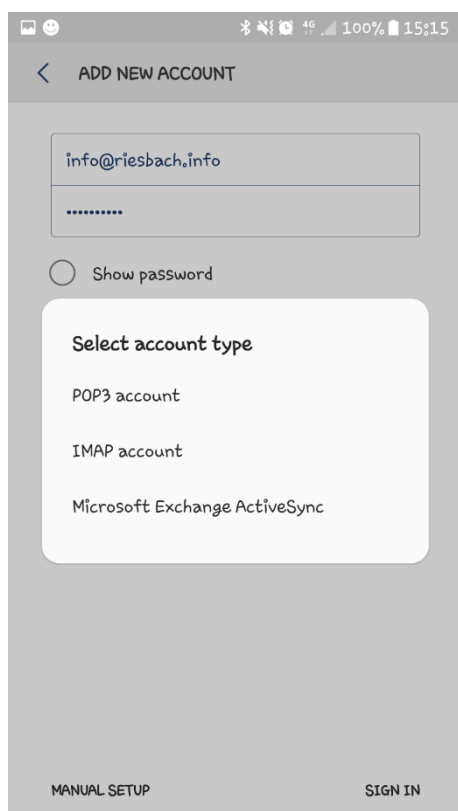 4G 100% 15:15
ADD NEW ACCOUNT
info@riesbach.info
••••••••••
Show password
Select account type
POP3 account
IMAP account
Microsoft Exchange ActiveSync
MANUAL SETUP SIGN IN